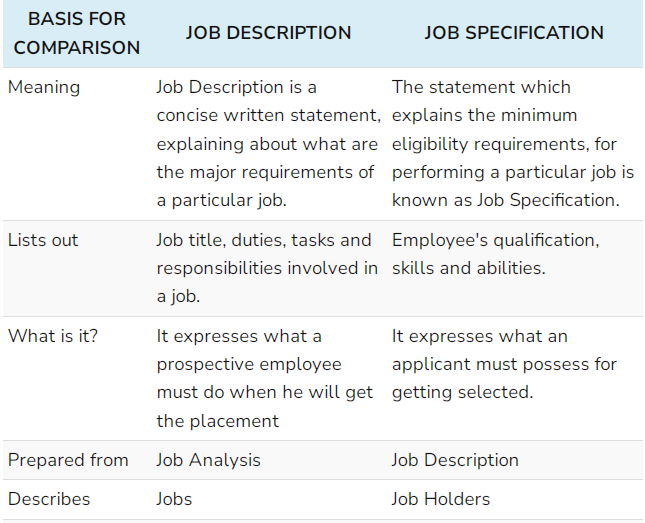 BASIS FOR
COMPARISON
JOB DESCRIPTION
JOB SPECIFICATION
Meaning
Job Description is a
concise written statement,
explaining about what are
the major requirements of
a particular job.
The statement which
explains the minimum
eligibility requirements, for
performing a particular job is
known as Job Specification.
Lists out
Job title, duties, tasks and
responsibilities involved in
a job.
Employee's qualification,
skills and abilities.
What is it?
It expresses what a
prospective employee
must do when he will get
the placement
It expresses what an
applicant must possess for
getting selected.
Prepared from
Job Analysis
Job Description
Describes
Jobs
Job Holders